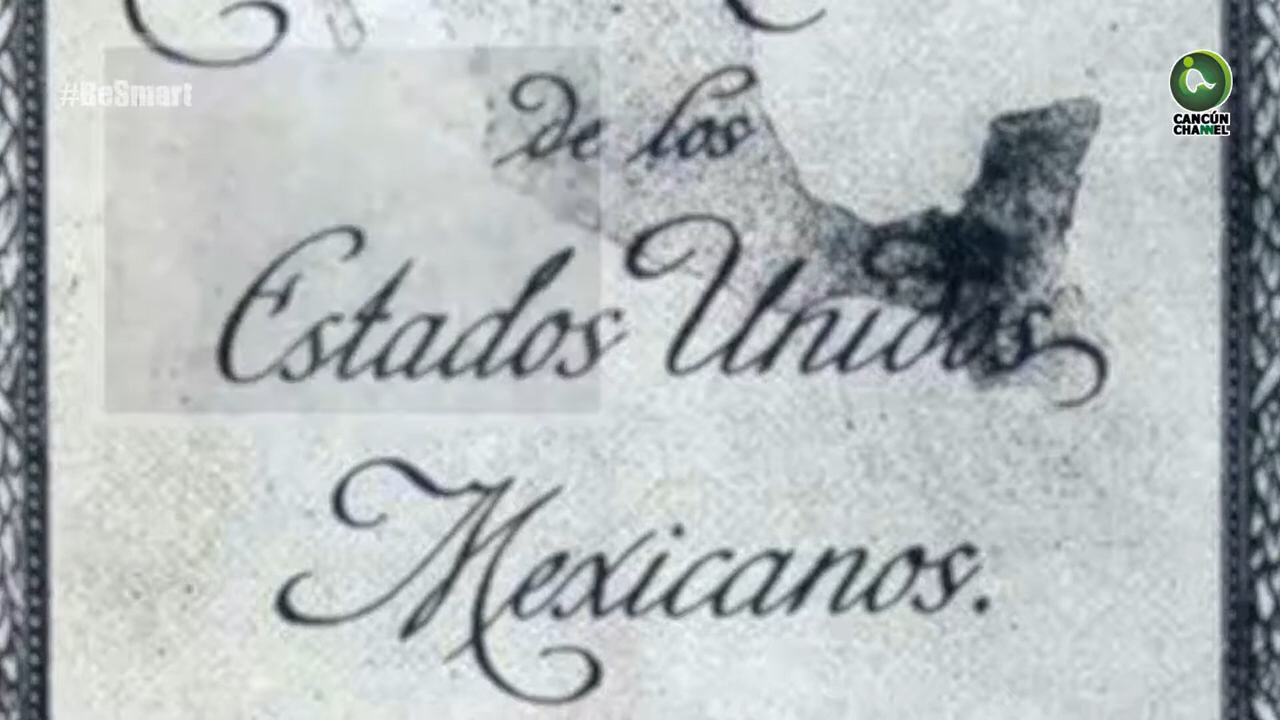 #BeSmart
CANCÚN
CHANNEL
de los
Estados Unidos
Mexicanos.